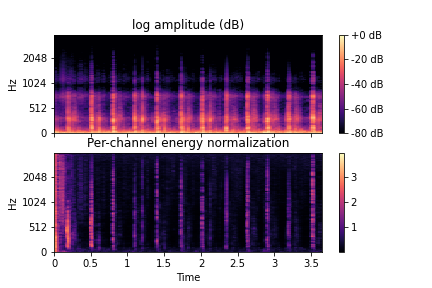 log amplitude (dB)
Hz
2048
1024
512
0
+0 dB
-20 dB
-40 dB
-60 dB
-80 dB
Per-channel energy normalization
Hz
2048
1024
512
0
3
2
1
0 0.5 1 1.5 2 2.5 3 3.5
Time